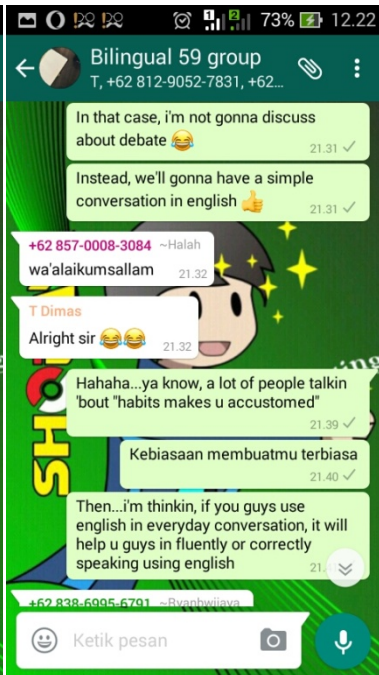 73% 12.22
Bilingual 59 group
T, +62 812-9052-7831, +62...
In that case, i'm not gonna discuss
about debate 😂
21.31
Instead, we'll gonna have a simple
conversation in english 👍
21.31
+62 857-0008-3084 ~Halah
wa'alaikumsallam 21.32
T Dimas
Alright sir 😂😂 21.32
Hahaha...ya know, a lot of people talkin
'bout "habits makes u accustomed"
21.39
Kebiasaan membuatmu terbiasa
21.40
Then...i'm thinkin, if you guys use
english in everyday conversation, it will
help u guys in fluently or correctly
speaking using english
+62 838-6995-6791 ~Ryanhwijaya
Ketik pesan